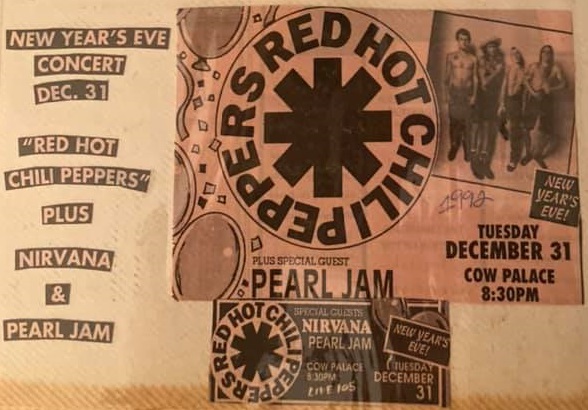 NEW YEAR'S EVE
CONCERT
DEC. 31
"RED HOT
CHILI PEPPERS"
PLUS
NIRVANA
&
PEARL JAM
RED HOT CHILI PEPPERS
1992
NEW
YEAR'S
EVE!
TUESDAY
DECEMBER 31
COW PALACE
8:30PM
PLUS SPECIAL GUEST
PEARL JAM
RED HOT CHILI PEPPERS
SPECIAL GUESTS
NIRVANA
PEARL JAM
NEW YEAR'S
EVE!
COW PALACE
8:30PM
LIVE 105
TUESDAY
DECEMBER
31